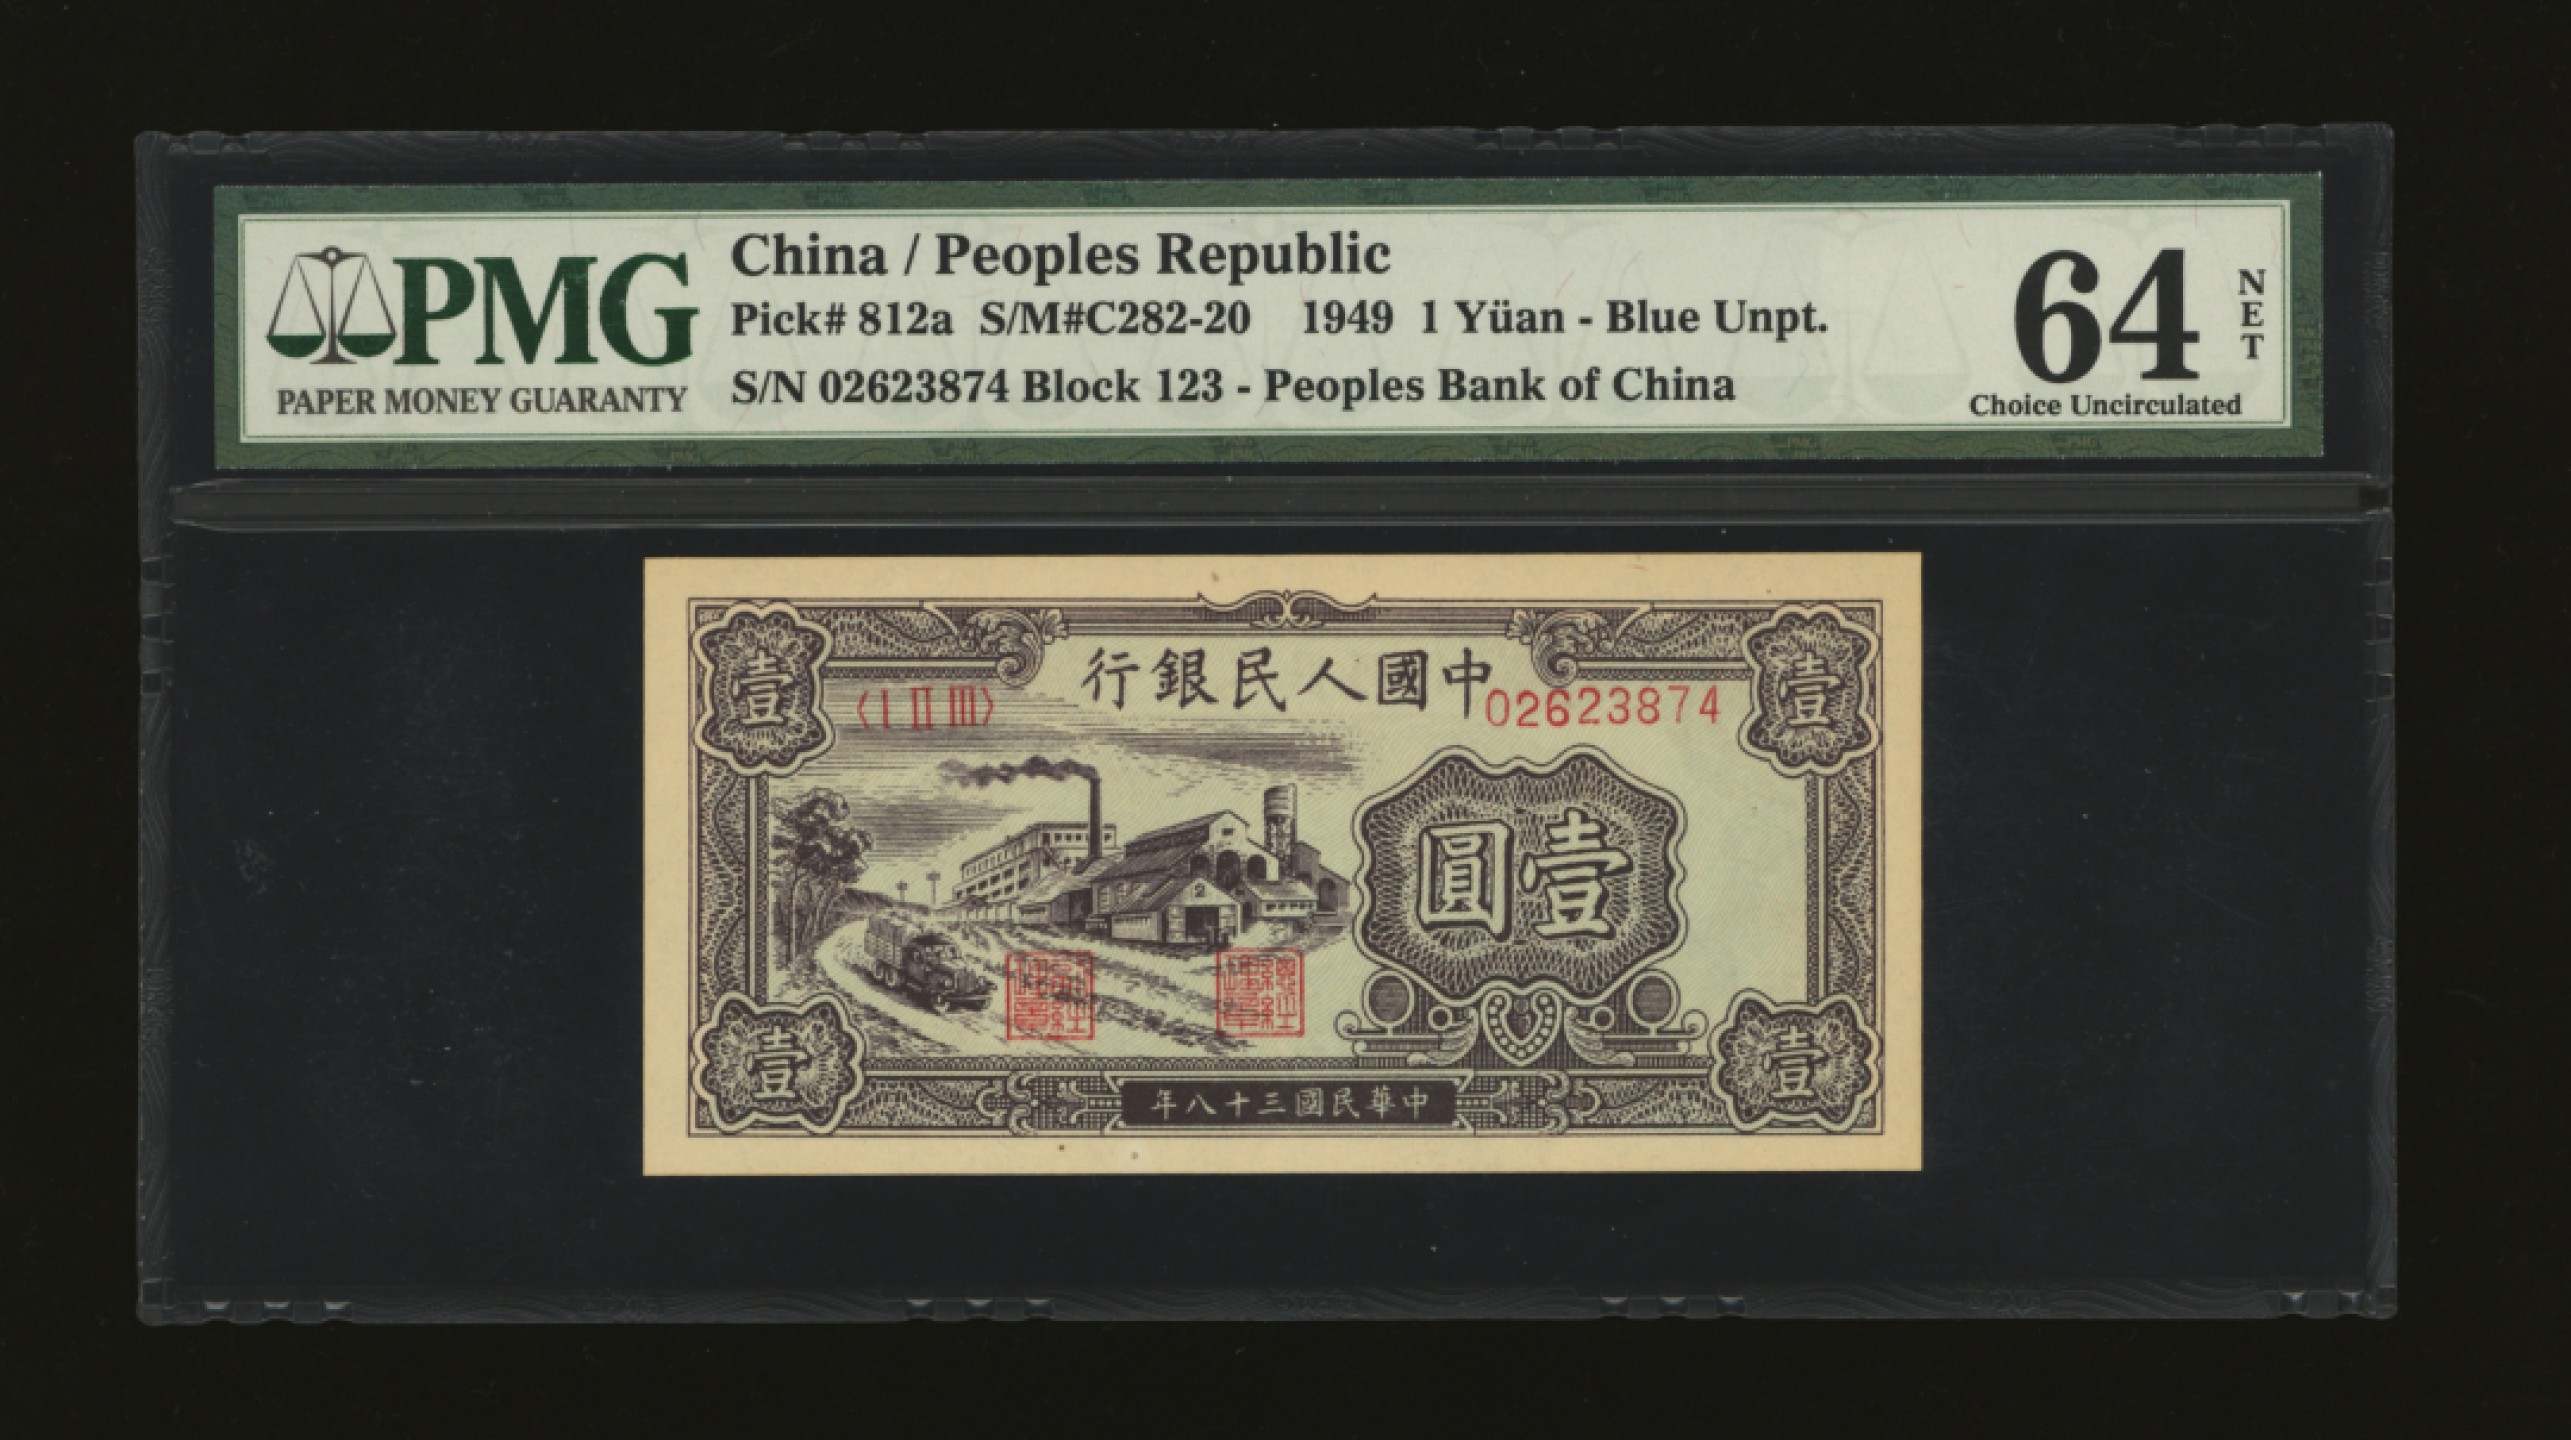 PMG
PAPER MONEY GUARANTY
China / Peoples Republic
Pick# 812a S/M#C282-20 1949 1 Yüan - Blue Unpt.
S/N 02623874 Block 123 - Peoples Bank of China
64
NET
Choice Uncirculated
行銀民人國中
壹
壹
〈I II III〉
02623874
圓壹
2
壹
壹
年八十三國民華中